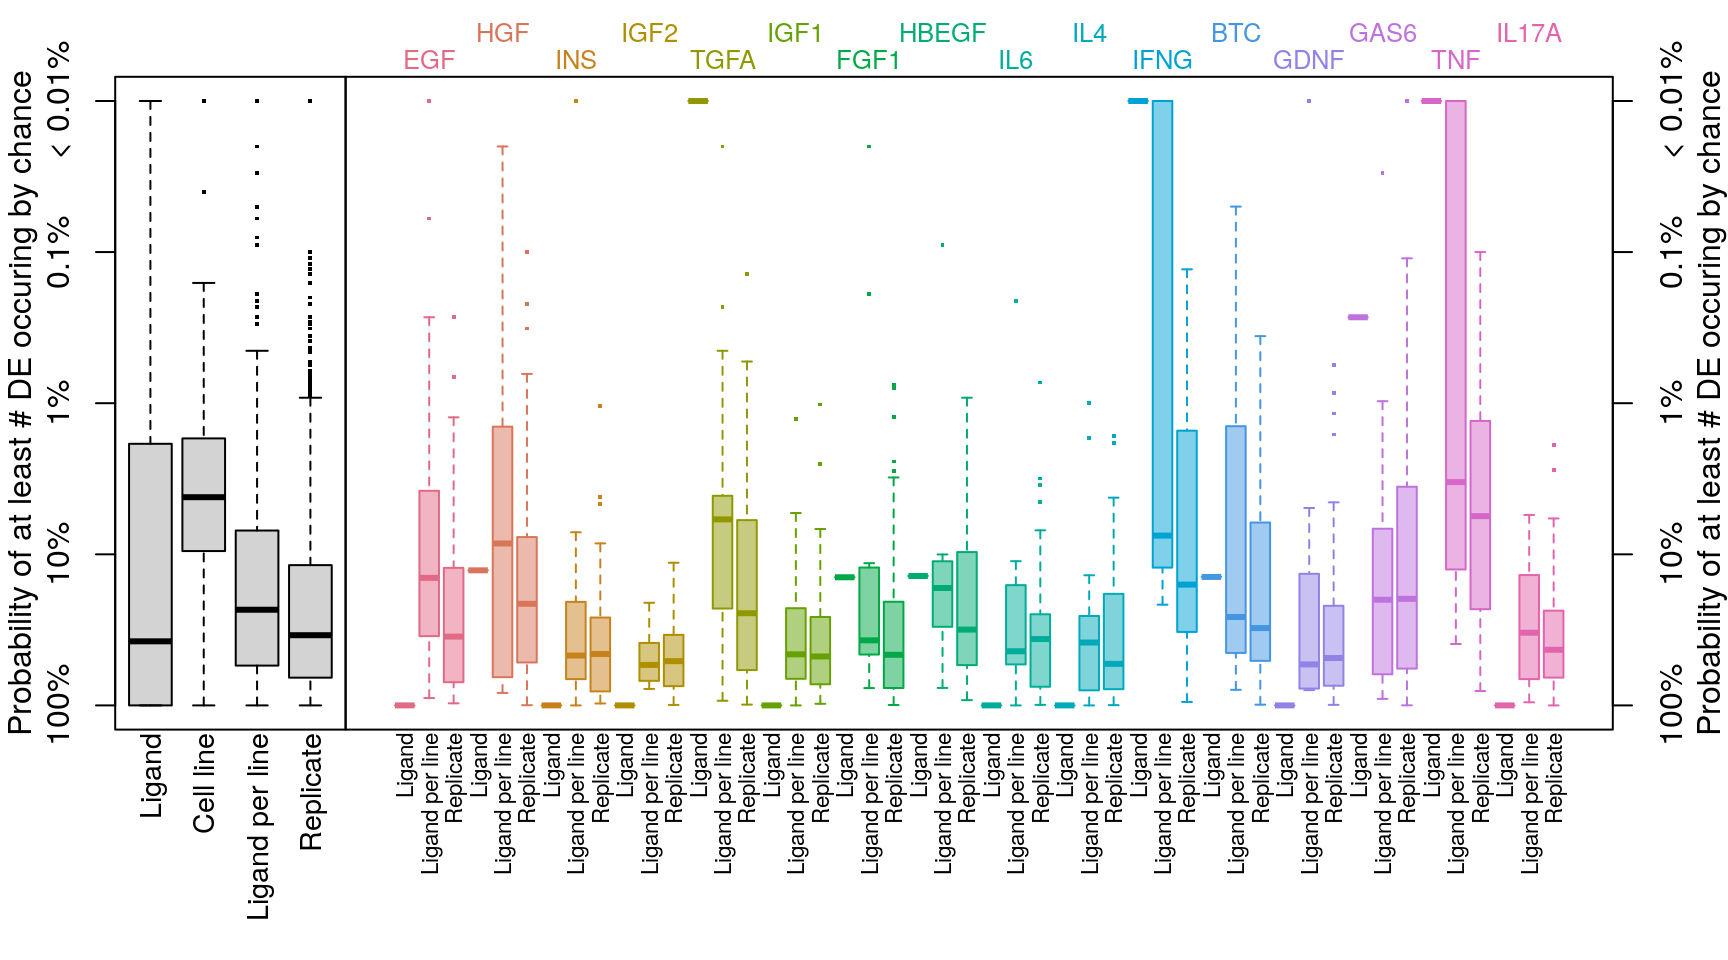 HGF IGF2 IGF1 HBEGF IL4 BTC GAS6 IL17A
EGF INS TGFA FGF1 IL6 IFNG GDNF TNF
Probability of at least # DE occuring by chance
< 0.01%
0.1%
1%
10%
100%
< 0.01%
0.1%
1%
10%
100%
Probability of at least # DE occuring by chance
Ligand
Cell line
Ligand per line
Replicate
Ligand
Ligand per line
Replicate
Ligand
Ligand per line
Replicate
Ligand
Ligand per line
Replicate
Ligand
Ligand per line
Replicate
Ligand
Ligand per line
Replicate
Ligand
Ligand per line
Replicate
Ligand
Ligand per line
Replicate
Ligand
Ligand per line
Replicate
Ligand
Ligand per line
Replicate
Ligand
Ligand per line
Replicate
Ligand
Ligand per line
Replicate
Ligand
Ligand per line
Replicate
Ligand
Ligand per line
Replicate
Ligand
Ligand per line
Replicate
Ligand
Ligand per line
Replicate
Ligand
Ligand per line
Replicate